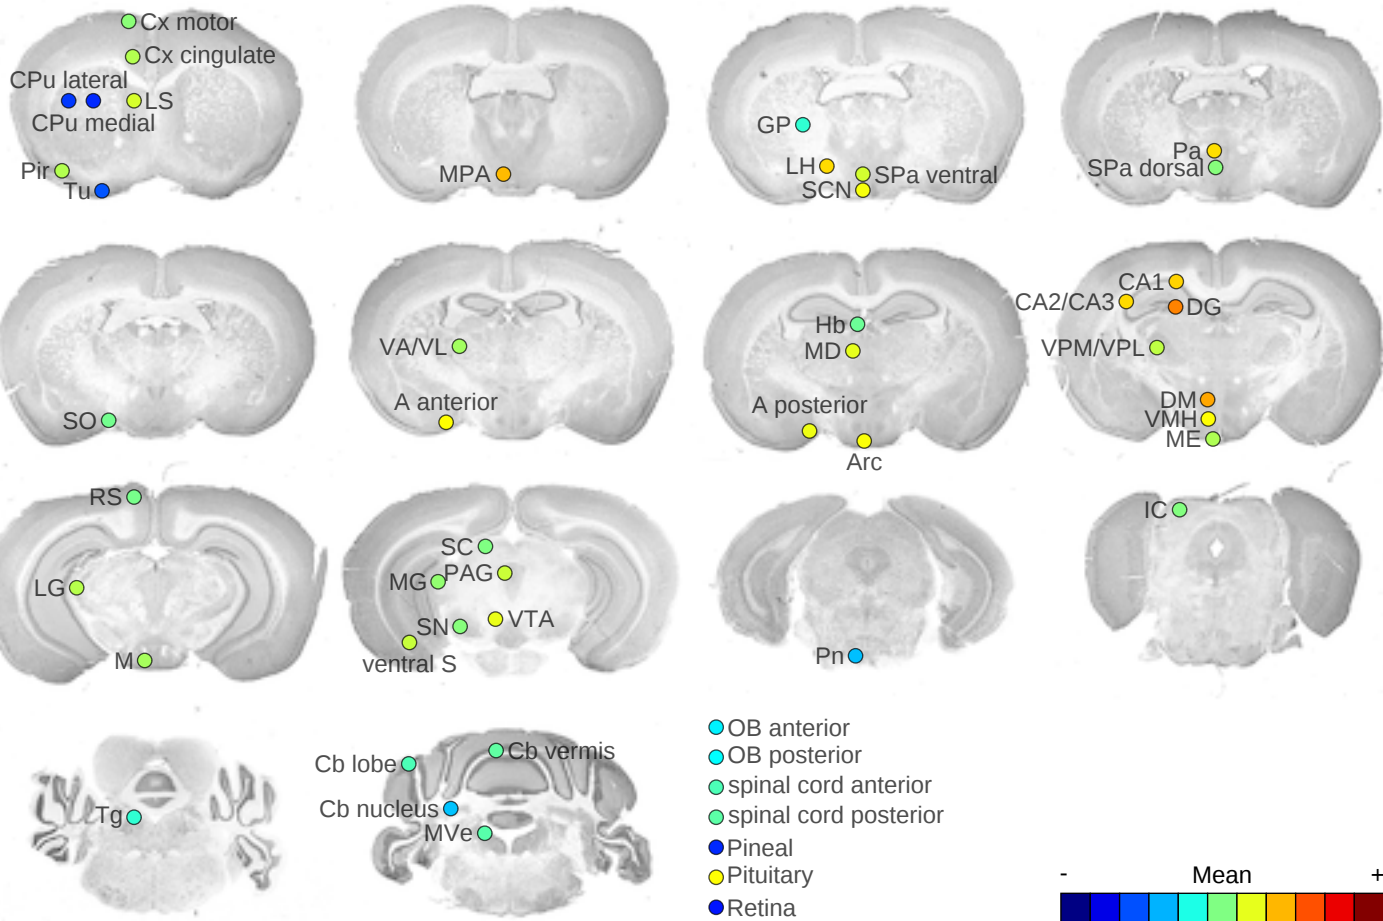 Cx motor
Cx cingulate
CPu lateral
LS
CPu medial
Pir
Tu
MPA
GP
LH
SPa ventral
SCN
Pa
SPa dorsal
SO
VA/VL
A anterior
Hb
MD
A posterior
Arc
CA1
CA2/CA3
DG
VPM/VPL
DM
VMH
ME
RS
LG
M
SC
MG
PAG
SN
VTA
ventral S
Pn
IC
Tg
Cb lobe
Cb vermis
Cb nucleus
MVe
OB anterior
OB posterior
spinal cord anterior
spinal cord posterior
Pineal
Pituitary
Retina
- Mean +